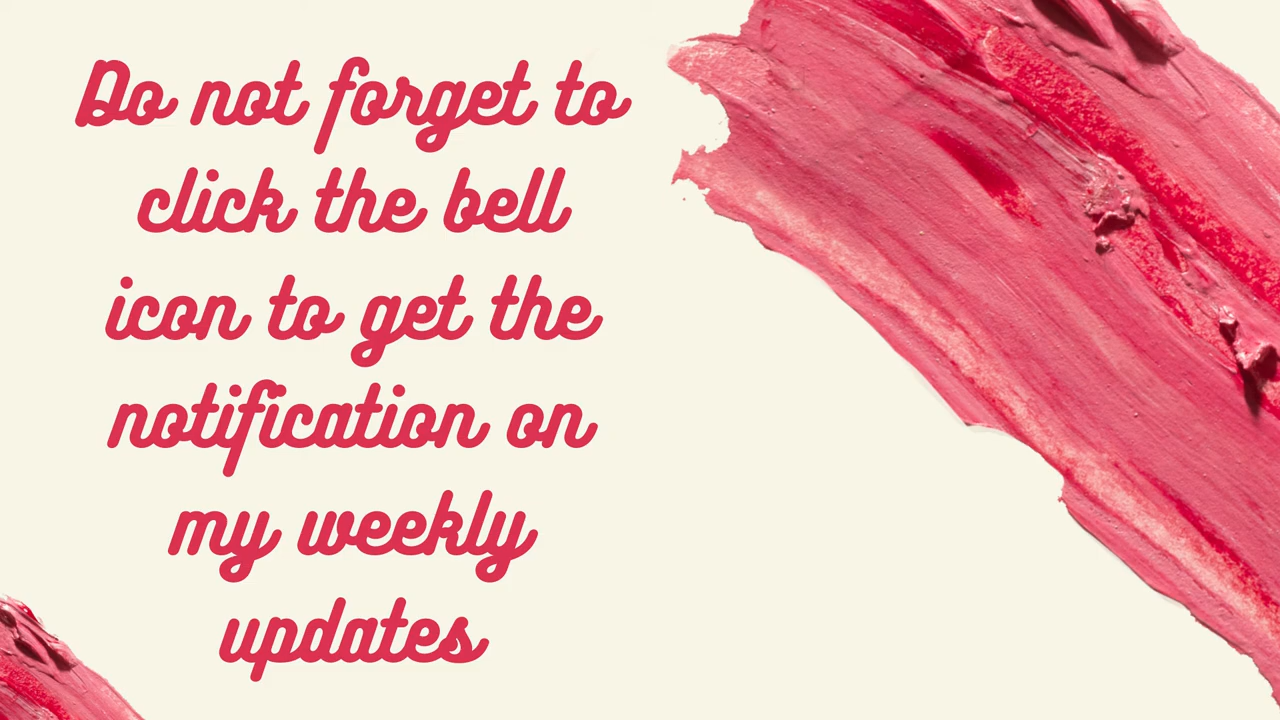 Do not forget to
click the bell
icon to get the
notification on
my weekly
updates